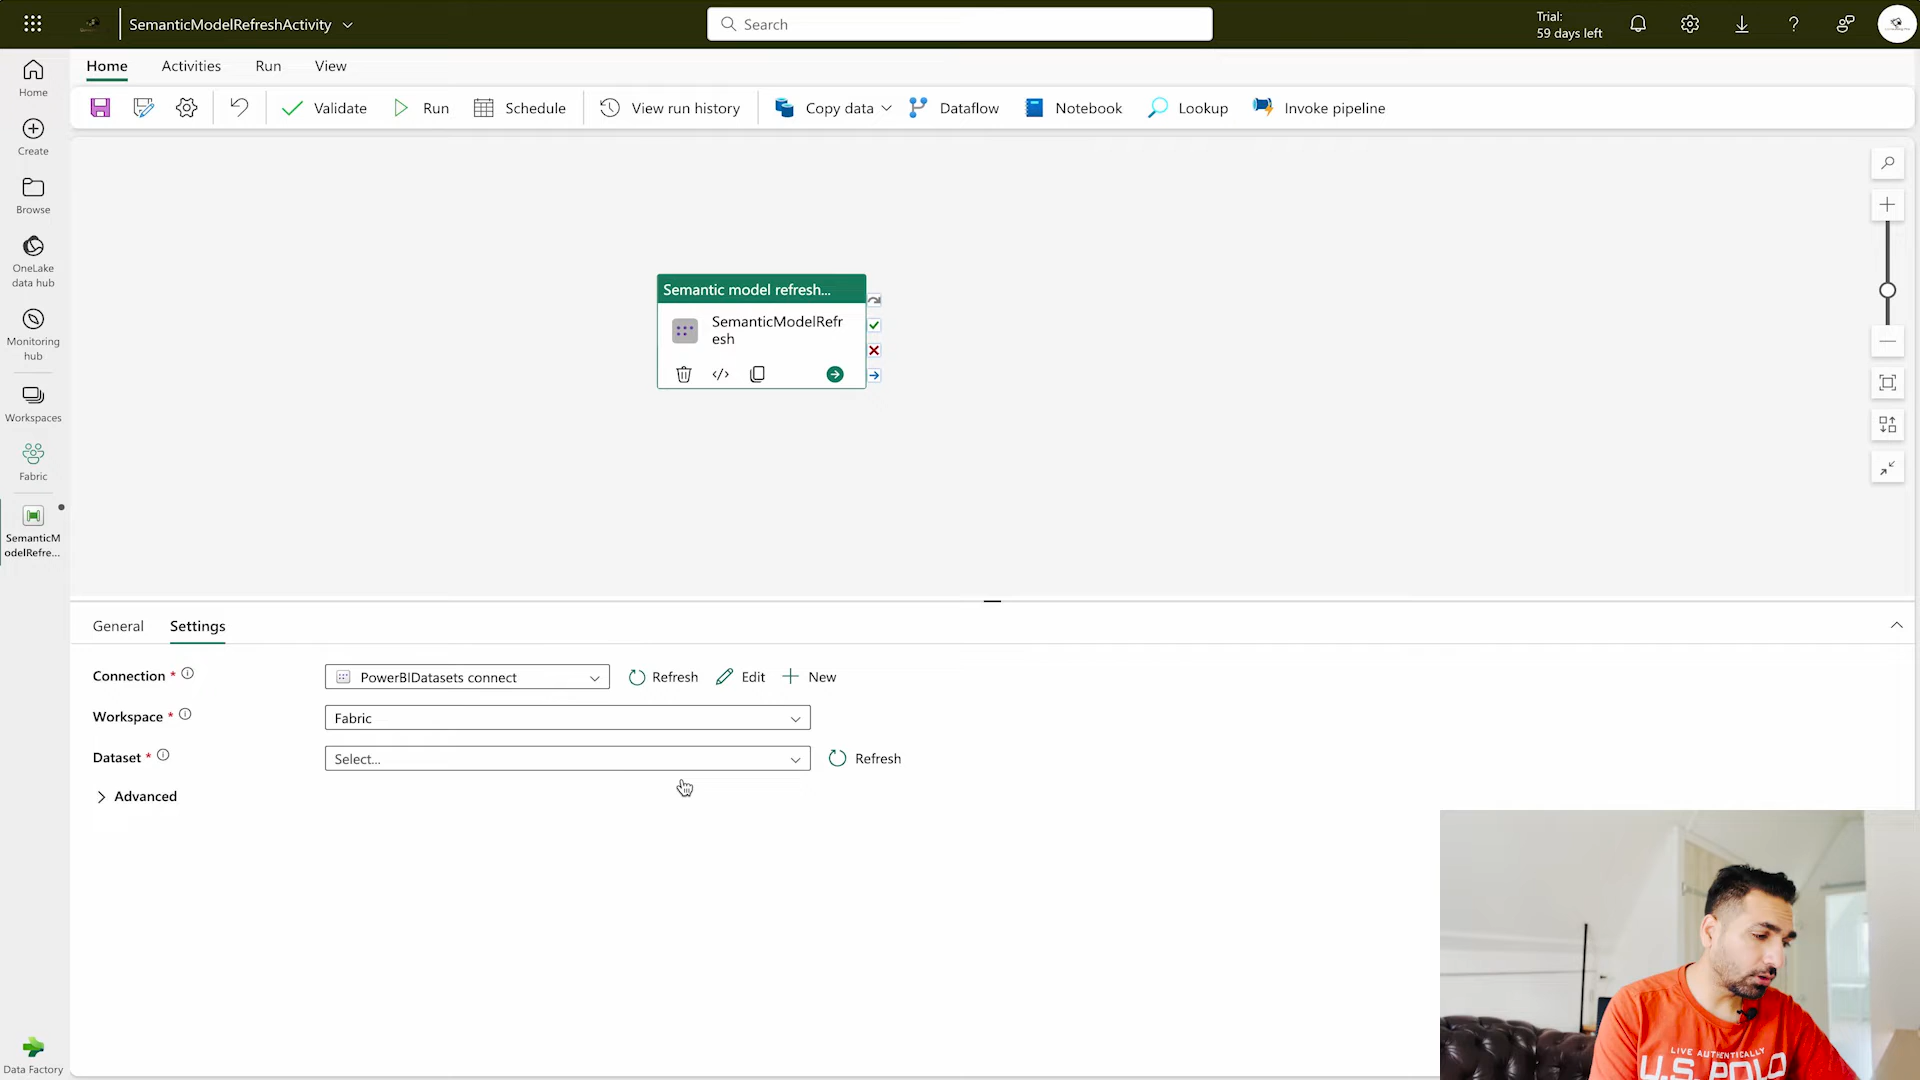 SemanticModelRefreshActivity
Search
Trial:
59 days left
Home
Activities
Run
View
Validate
Run
Schedule
View run history
Copy data
Dataflow
Notebook
Lookup
Invoke pipeline
Home
Create
Browse
OneLake
data hub
Monitoring
hub
Workspaces
Fabric
SemanticM
odelRefre...
Data Factory
Semantic model refresh...
SemanticModelRefr
esh
General
Settings
Connection *
PowerBIDatasets connect
Refresh
Edit
New
Workspace *
Fabric
Dataset *
Select...
Refresh
Advanced
LIVE AUTHENTICALLY
U.S. POLO